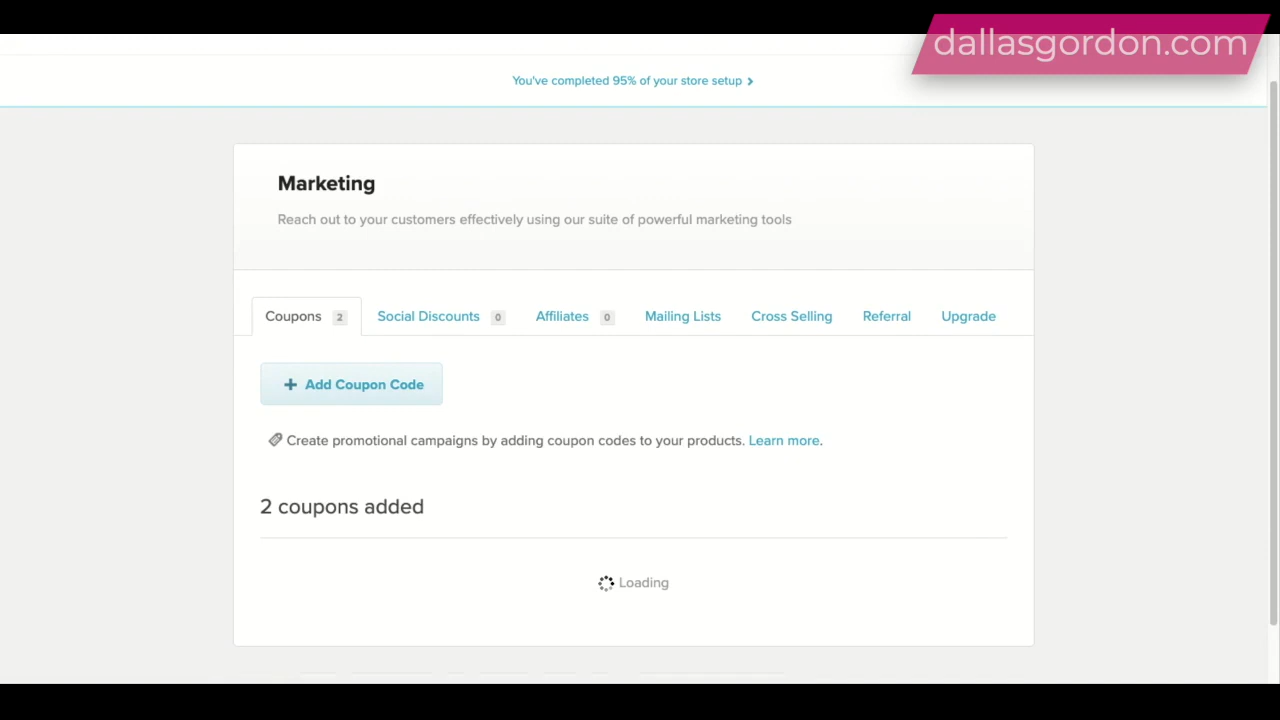 dallasgordon.com
You've completed 95% of your store setup
Marketing
Reach out to your customers effectively using our suite of powerful marketing tools
Coupons 2 Social Discounts 0 Affiliates 0 Mailing Lists Cross Selling Referral Upgrade
+ Add Coupon Code
Create promotional campaigns by adding coupon codes to your products. Learn more.
2 coupons added
Loading